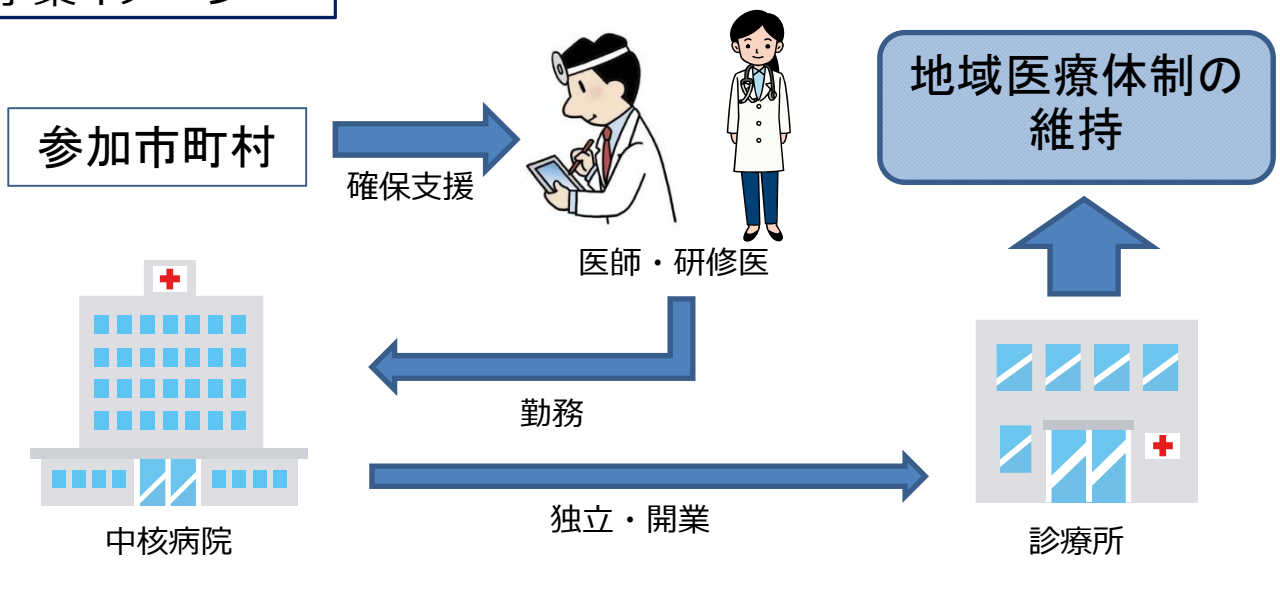 参加市町村
確保支援
医師・研修医
地域医療体制の
維持
勤務
独立・開業
中核病院
診療所